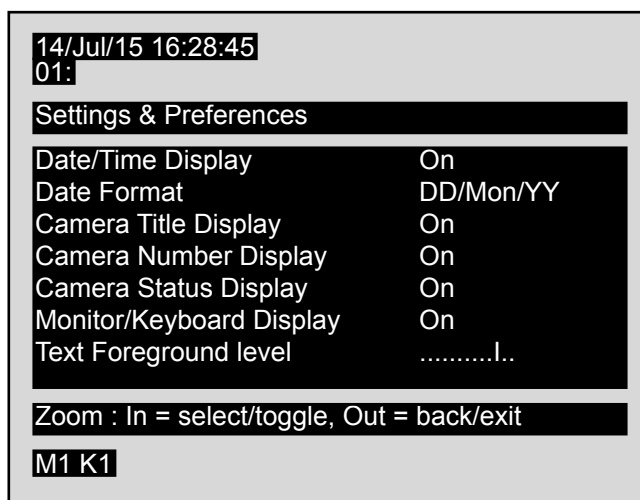 14/Jul/15 16:28:45
01:
Settings & Preferences
Date/Time Display On
Date Format DD/Mon/YY
Camera Title Display On
Camera Number Display On
Camera Status Display On
Monitor/Keyboard Display On
Text Foreground level ..........I..
Zoom : In = select/toggle, Out = back/exit
M1 K1